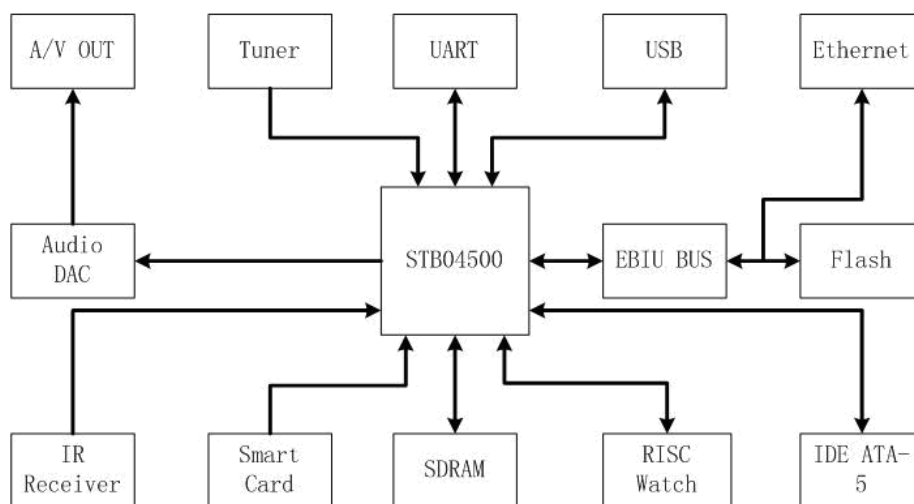 A/V OUT
Tuner
UART
USB
Ethernet
Audio
DAC
STB04500
EBIU BUS
Flash
IR
Receiver
Smart
Card
SDRAM
RISC
Watch
IDE ATA-
5